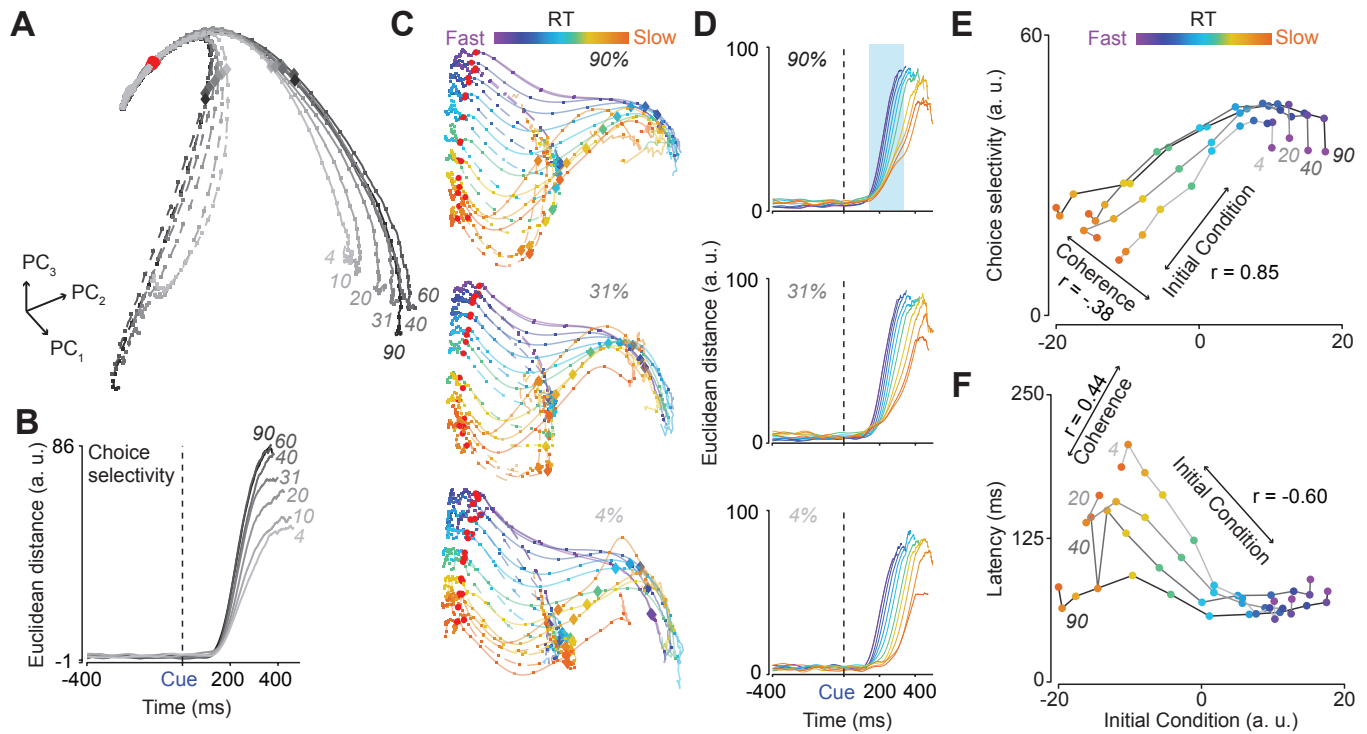 A
PC3
PC2
PC1
4
10
20
31
40
60
90
B
86
Choice
selectivity
90
60
40
31
20
10
4
Euclidean distance (a. u.)
-1
-400
Cue
200
400
Time (ms)
C
RT
Fast
Slow
90%
31%
4%
D
100
90%
0
100
31%
0
100
4%
0
Euclidean distance (a. u.)
-400
Cue
200
400
Time (ms)
E
RT
Fast
Slow
60
Choice selectivity (a. u.)
0
4
20
40
90
Initial Condition
r = 0.85
Coherence
r = -.38
-20
0
20
F
250
Latency (ms)
125
0
r = 0.44
Coherence
4
20
40
90
Initial Condition
r = -0.60
-20
0
20
Initial Condition (a. u.)